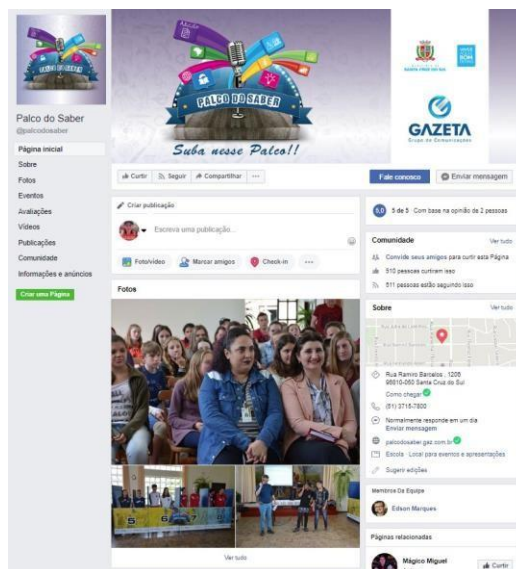 PALCO DO SABER
Palco do Saber
@palcodosaber
Página inicial
Sobre
Fotos
Eventos
Avaliações
Vídeos
Publicações
Comunidade
Informações e anúncios
Criar uma Página
PALCO DO SABER
Suba nesse Palco!!
GAZETA
Grupo de Comunicações
Curtir
Seguir
Compartilhar
Fale conosco
Enviar mensagem
Criar publicação
Escreva uma publicação...
Foto/vídeo
Marcar amigos
Check-in
Fotos
Ver tudo
5,0
5 de 5 · Com base na opinião de 2 pessoas
Comunidade
Ver tudo
Convide seus amigos para curtir esta Página
510 pessoas curtiram isso
511 pessoas estão seguindo isso
Sobre
Ver tudo
Rua Ramiro Barcelos , 1206
96810-050 Santa Cruz do Sul
Como chegar
(51) 3715-7800
Normalmente responde em um dia
Enviar mensagem
palcodosaber.gaz.com.br
Escola · Local para eventos e apresentações
Sugerir edições
Membros Da Equipe
Edson Marques
Páginas relacionadas
Mágico Miguel
Curtir